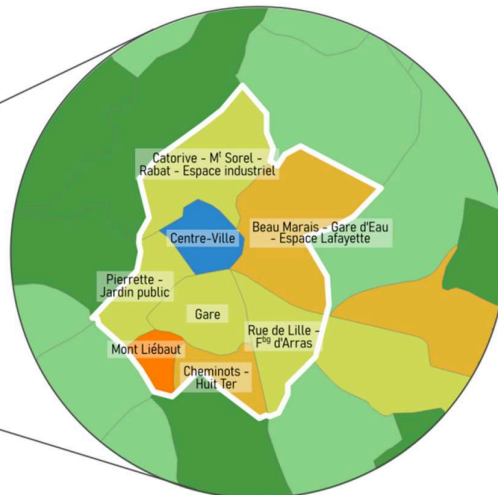 Catorive - Mᵗ Sorel -
Rabat - Espace industriel
Centre-Ville
Beau Marais - Gare d'Eau
- Espace Lafayette
Pierrette -
Jardin public
Gare
Rue de Lille -
Fᵇᵍ d'Arras
Mont Liébaut
Cheminots -
Huit Ter